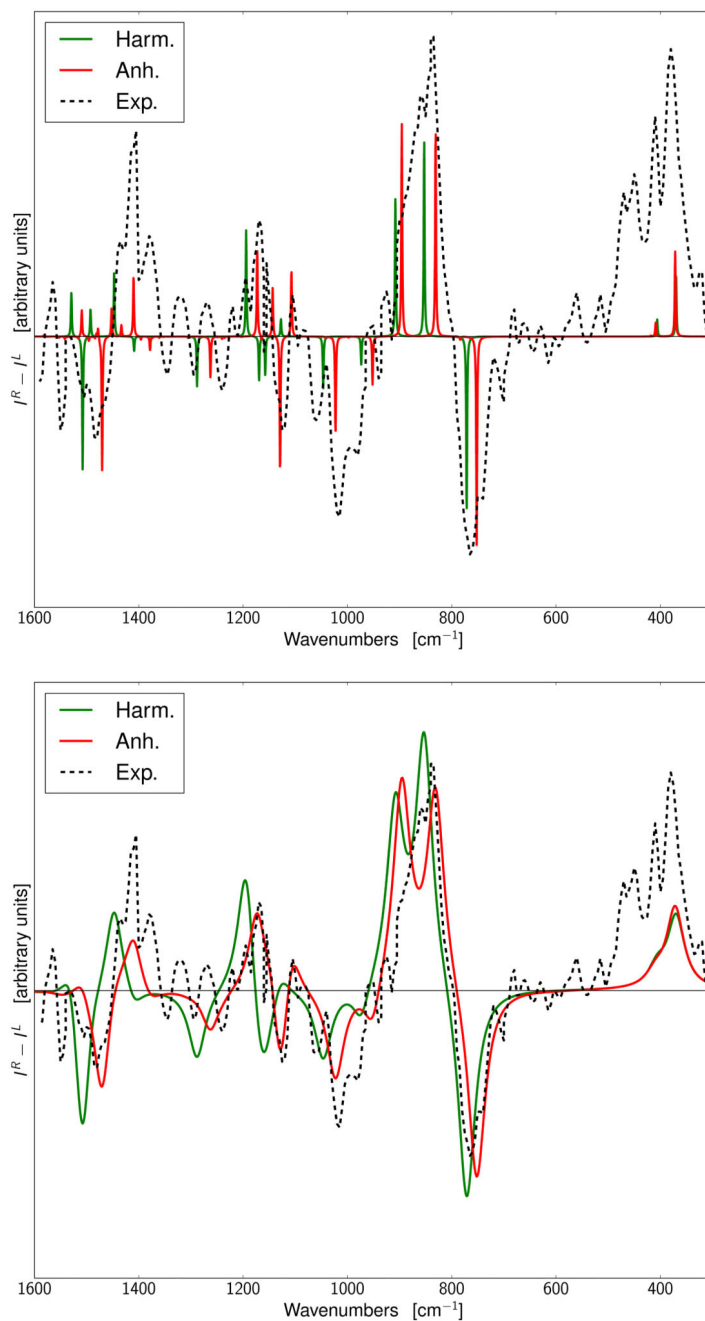 Harm.
Anh.
Exp.
I^R − I^L [arbitrary units]
1600 1400 1200 1000 800 600 400
Wavenumbers [cm⁻¹]
Harm.
Anh.
Exp.
I^R − I^L [arbitrary units]
1600 1400 1200 1000 800 600 400
Wavenumbers [cm⁻¹]